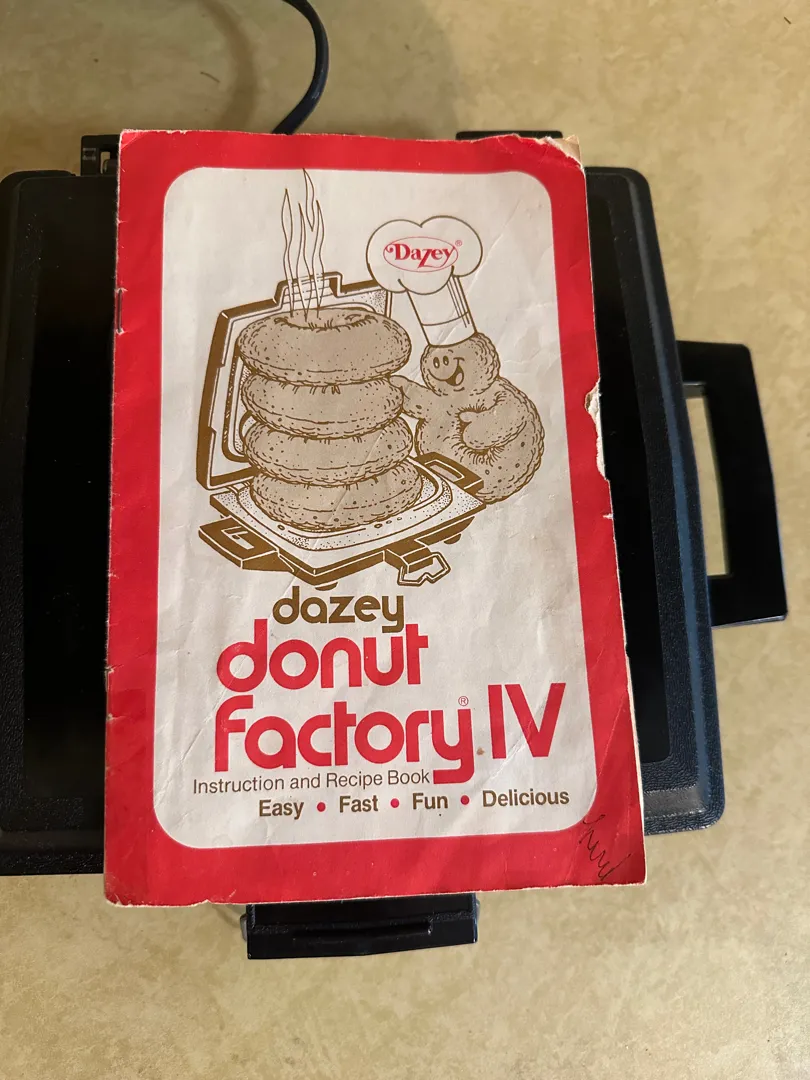 Dazey®
dazey
donut
factory® IV
Instruction and Recipe Book
Easy • Fast • Fun • Delicious